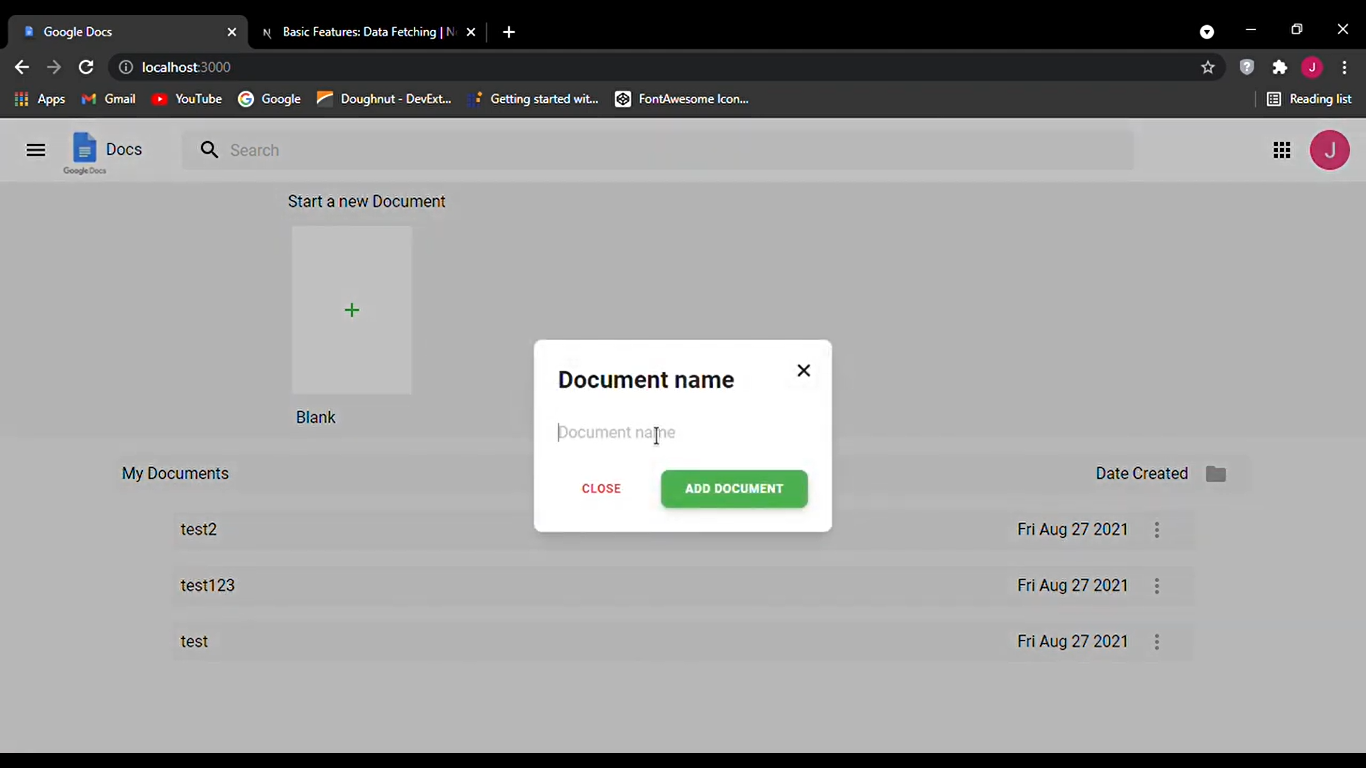 Google Docs
Basic Features: Data Fetching | N
localhost:3000
J
Apps
Gmail
YouTube
Google
Doughnut - DevExt...
Getting started wit...
FontAwesome Icon...
Reading list
Google Docs
Docs
Search
J
Start a new Document
Blank
Document name
Document name
CLOSE
ADD DOCUMENT
My Documents
Date Created
test2
Fri Aug 27 2021
test123
Fri Aug 27 2021
test
Fri Aug 27 2021